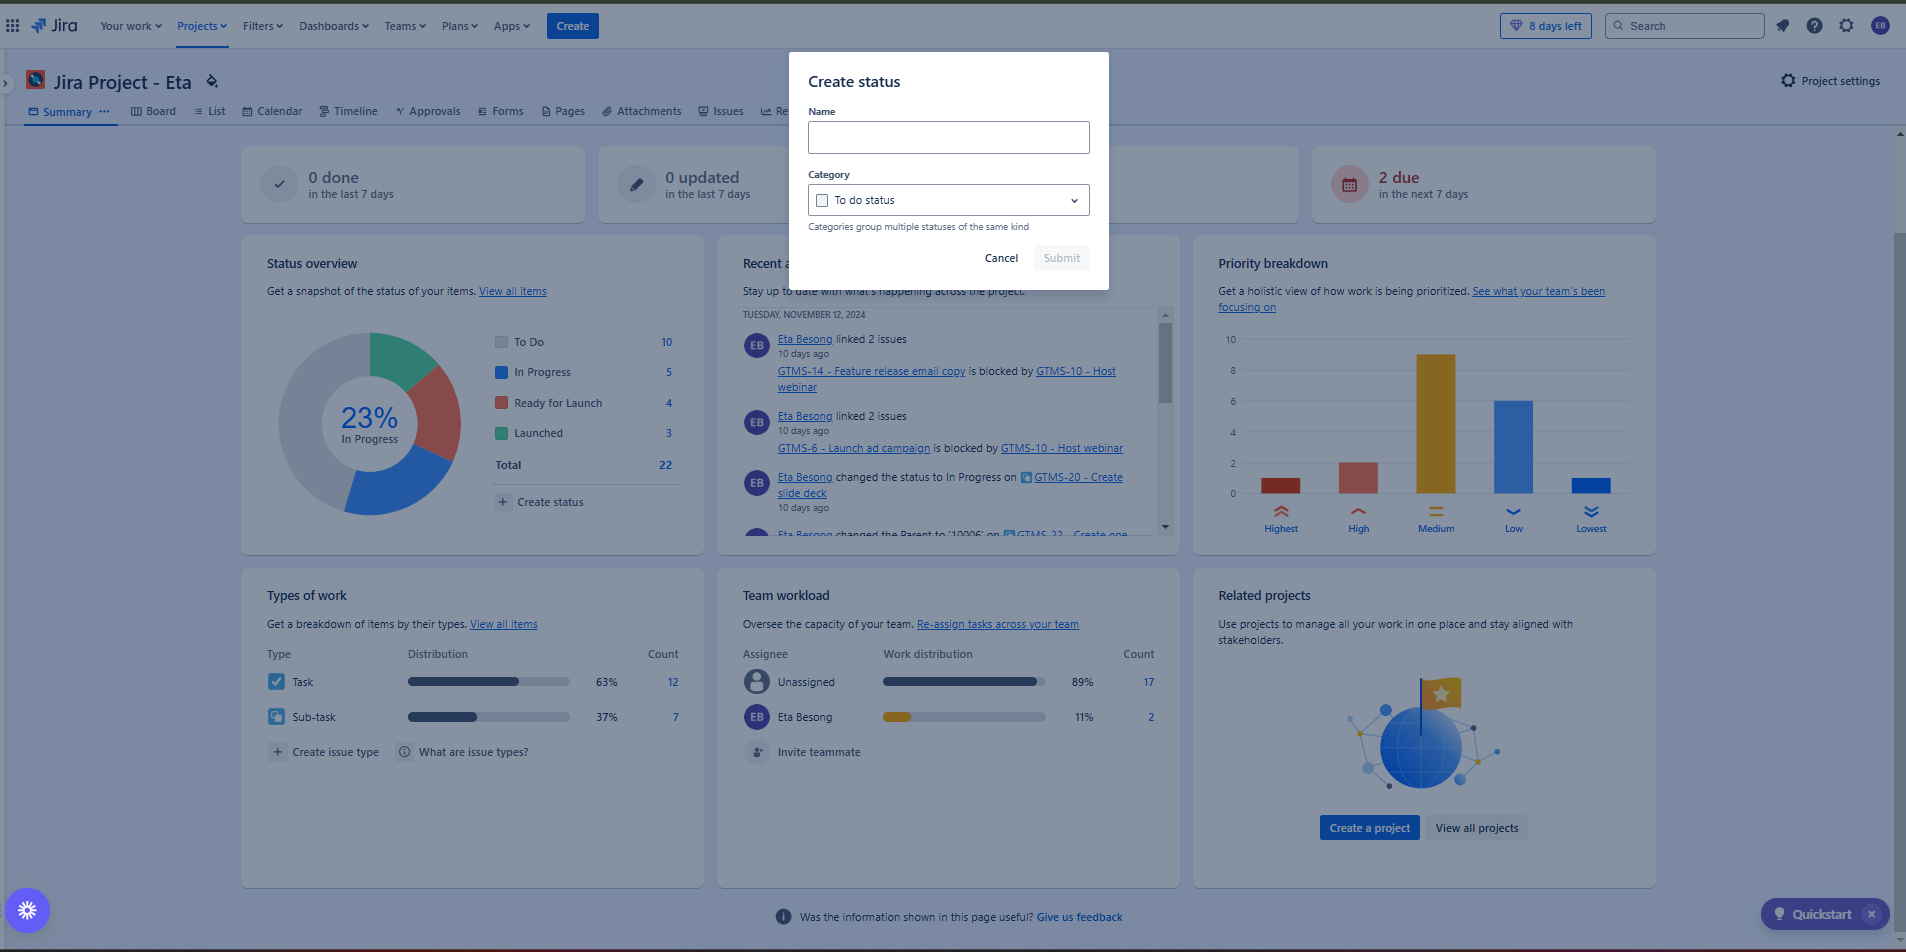 Jira
Your work
Projects
Filters
Dashboards
Teams
Plans
Apps
Create
8 days left
Search
EB
Jira Project - Eta
Project settings
Summary
Board
List
Calendar
Timeline
Approvals
Forms
Pages
Attachments
Issues
Re
Create status
Name
Category
To do status
Categories group multiple statuses of the same kind
Cancel
Submit
0 done
in the last 7 days
0 updated
in the last 7 days
2 due
in the next 7 days
Status overview
Get a snapshot of the status of your items. View all items
23%
In Progress
To Do 10
In Progress 5
Ready for Launch 4
Launched 3
Total 22
Create status
Recent a
Stay up to date with what's happening across the project.
TUESDAY, NOVEMBER 12, 2024
EB
Eta Besong linked 2 issues
10 days ago
GTMS-14 - Feature release email copy is blocked by GTMS-10 - Host
webinar
EB
Eta Besong linked 2 issues
10 days ago
GTMS-6 - Launch ad campaign is blocked by GTMS-10 - Host webinar
EB
Eta Besong changed the status to In Progress on GTMS-20 - Create
slide deck
10 days ago
Eta Besong changed the Parent to '10006' on GTMS-22 - Create one
Priority breakdown
Get a holistic view of how work is being prioritized. See what your team's been
focusing on
10
8
6
4
2
0
Highest
High
Medium
Low
Lowest
Types of work
Get a breakdown of items by their types. View all items
Type Distribution Count
Task 63% 12
Sub-task 37% 7
Create issue type
What are issue types?
Team workload
Oversee the capacity of your team. Re-assign tasks across your team
Assignee Work distribution Count
Unassigned 89% 17
EB Eta Besong 11% 2
Invite teammate
Related projects
Use projects to manage all your work in one place and stay aligned with
stakeholders.
Create a project
View all projects
Was the information shown in this page useful? Give us feedback
Quickstart